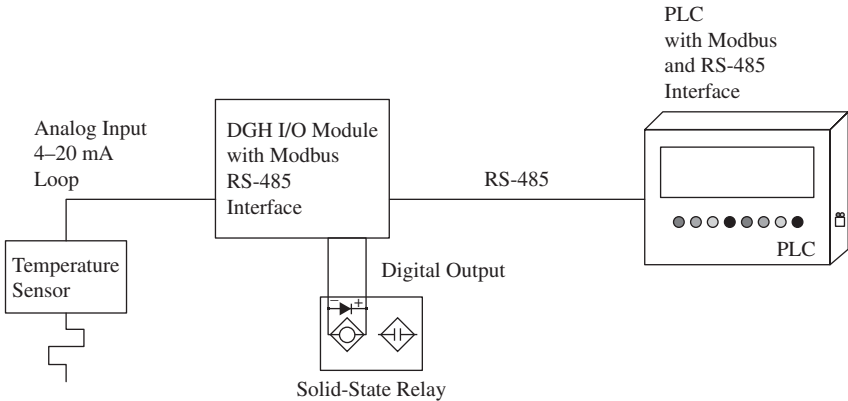 PLC
with Modbus
and RS-485
Interface
Analog Input
4–20 mA
Loop
DGH I/O Module
with Modbus
RS-485
Interface
RS-485
PLC
Temperature
Sensor
Digital Output
− +
Solid-State Relay